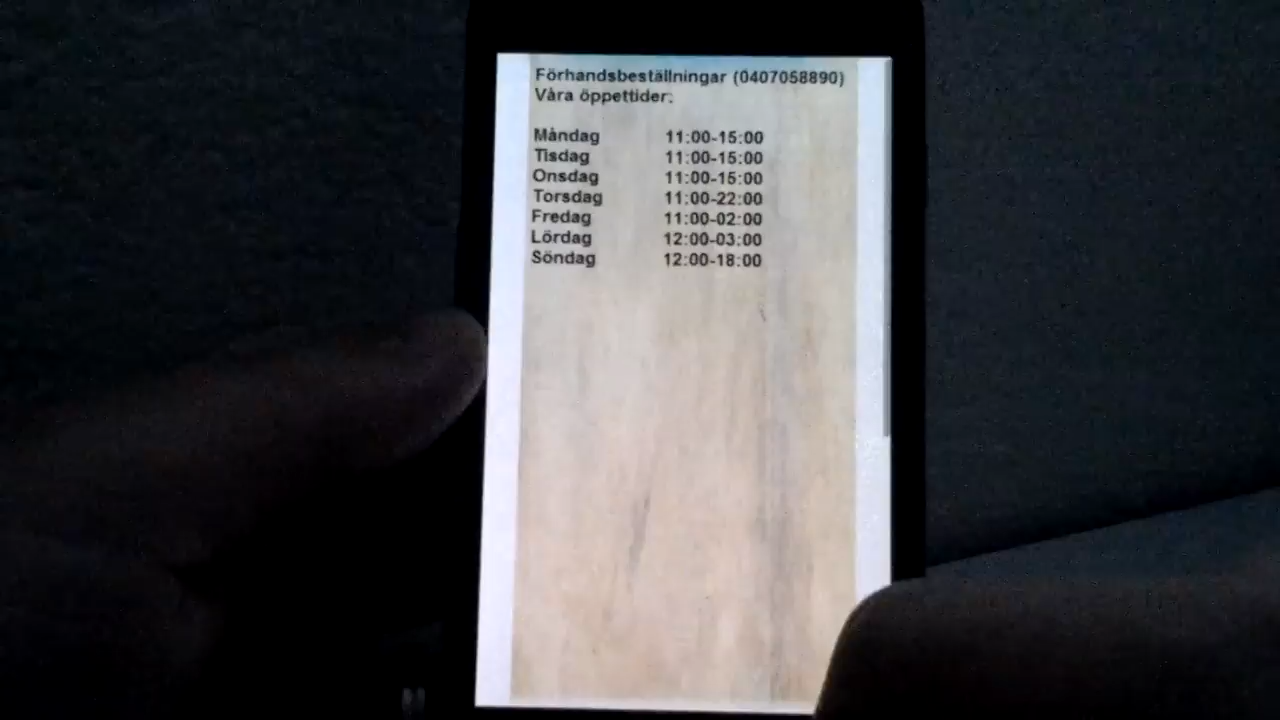 Förhandsbeställningar (0407058890)
Våra öppettider:
Måndag 11:00-15:00
Tisdag 11:00-15:00
Onsdag 11:00-15:00
Torsdag 11:00-22:00
Fredag 11:00-02:00
Lördag 12:00-03:00
Söndag 12:00-18:00